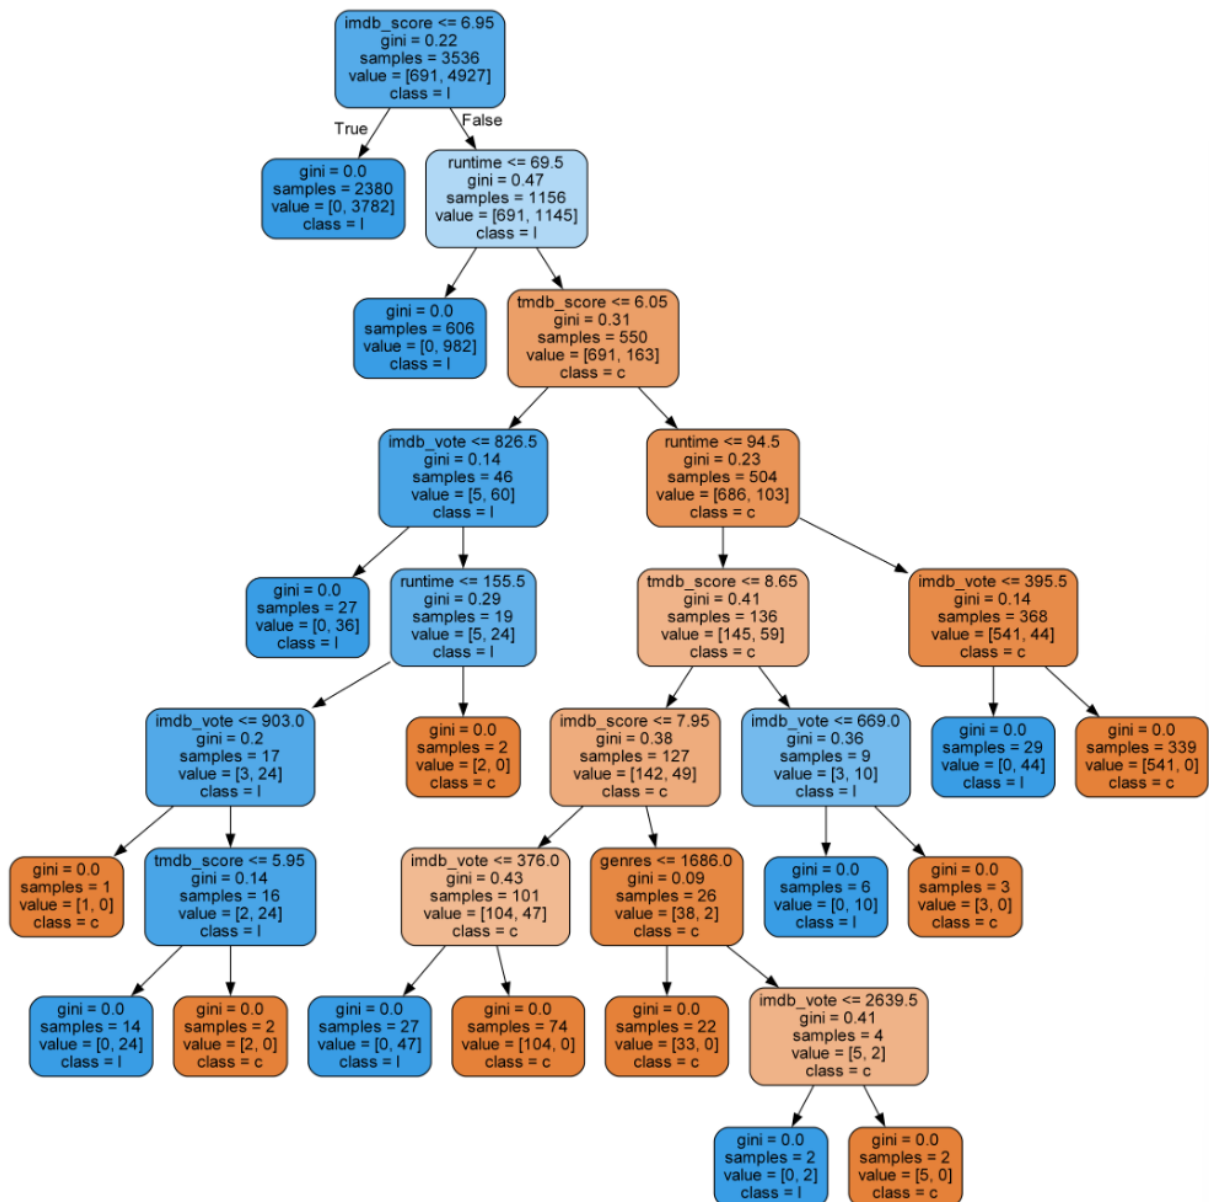 imdb_score <= 6.95
gini = 0.22
samples = 3536
value = [691, 4927]
class = l
True
False
gini = 0.0
samples = 2380
value = [0, 3782]
class = l
runtime <= 69.5
gini = 0.47
samples = 1156
value = [691, 1145]
class = l
gini = 0.0
samples = 606
value = [0, 982]
class = l
tmdb_score <= 6.05
gini = 0.31
samples = 550
value = [691, 163]
class = c
imdb_vote <= 826.5
gini = 0.14
samples = 46
value = [5, 60]
class = l
runtime <= 94.5
gini = 0.23
samples = 504
value = [686, 103]
class = c
gini = 0.0
samples = 27
value = [0, 36]
class = l
runtime <= 155.5
gini = 0.29
samples = 19
value = [5, 24]
class = l
tmdb_score <= 8.65
gini = 0.41
samples = 136
value = [145, 59]
class = c
imdb_vote <= 395.5
gini = 0.14
samples = 368
value = [541, 44]
class = c
imdb_vote <= 903.0
gini = 0.2
samples = 17
value = [3, 24]
class = l
gini = 0.0
samples = 2
value = [2, 0]
class = c
imdb_score <= 7.95
gini = 0.38
samples = 127
value = [142, 49]
class = c
imdb_vote <= 669.0
gini = 0.36
samples = 9
value = [3, 10]
class = l
gini = 0.0
samples = 29
value = [0, 44]
class = l
gini = 0.0
samples = 339
value = [541, 0]
class = c
gini = 0.0
samples = 1
value = [1, 0]
class = c
tmdb_score <= 5.95
gini = 0.14
samples = 16
value = [2, 24]
class = l
imdb_vote <= 376.0
gini = 0.43
samples = 101
value = [104, 47]
class = c
genres <= 1686.0
gini = 0.09
samples = 26
value = [38, 2]
class = c
gini = 0.0
samples = 6
value = [0, 10]
class = l
gini = 0.0
samples = 3
value = [3, 0]
class = c
gini = 0.0
samples = 14
value = [0, 24]
class = l
gini = 0.0
samples = 2
value = [2, 0]
class = c
gini = 0.0
samples = 27
value = [0, 47]
class = l
gini = 0.0
samples = 74
value = [104, 0]
class = c
gini = 0.0
samples = 22
value = [33, 0]
class = c
imdb_vote <= 2639.5
gini = 0.41
samples = 4
value = [5, 2]
class = c
gini = 0.0
samples = 2
value = [0, 2]
class = l
gini = 0.0
samples = 2
value = [5, 0]
class = c